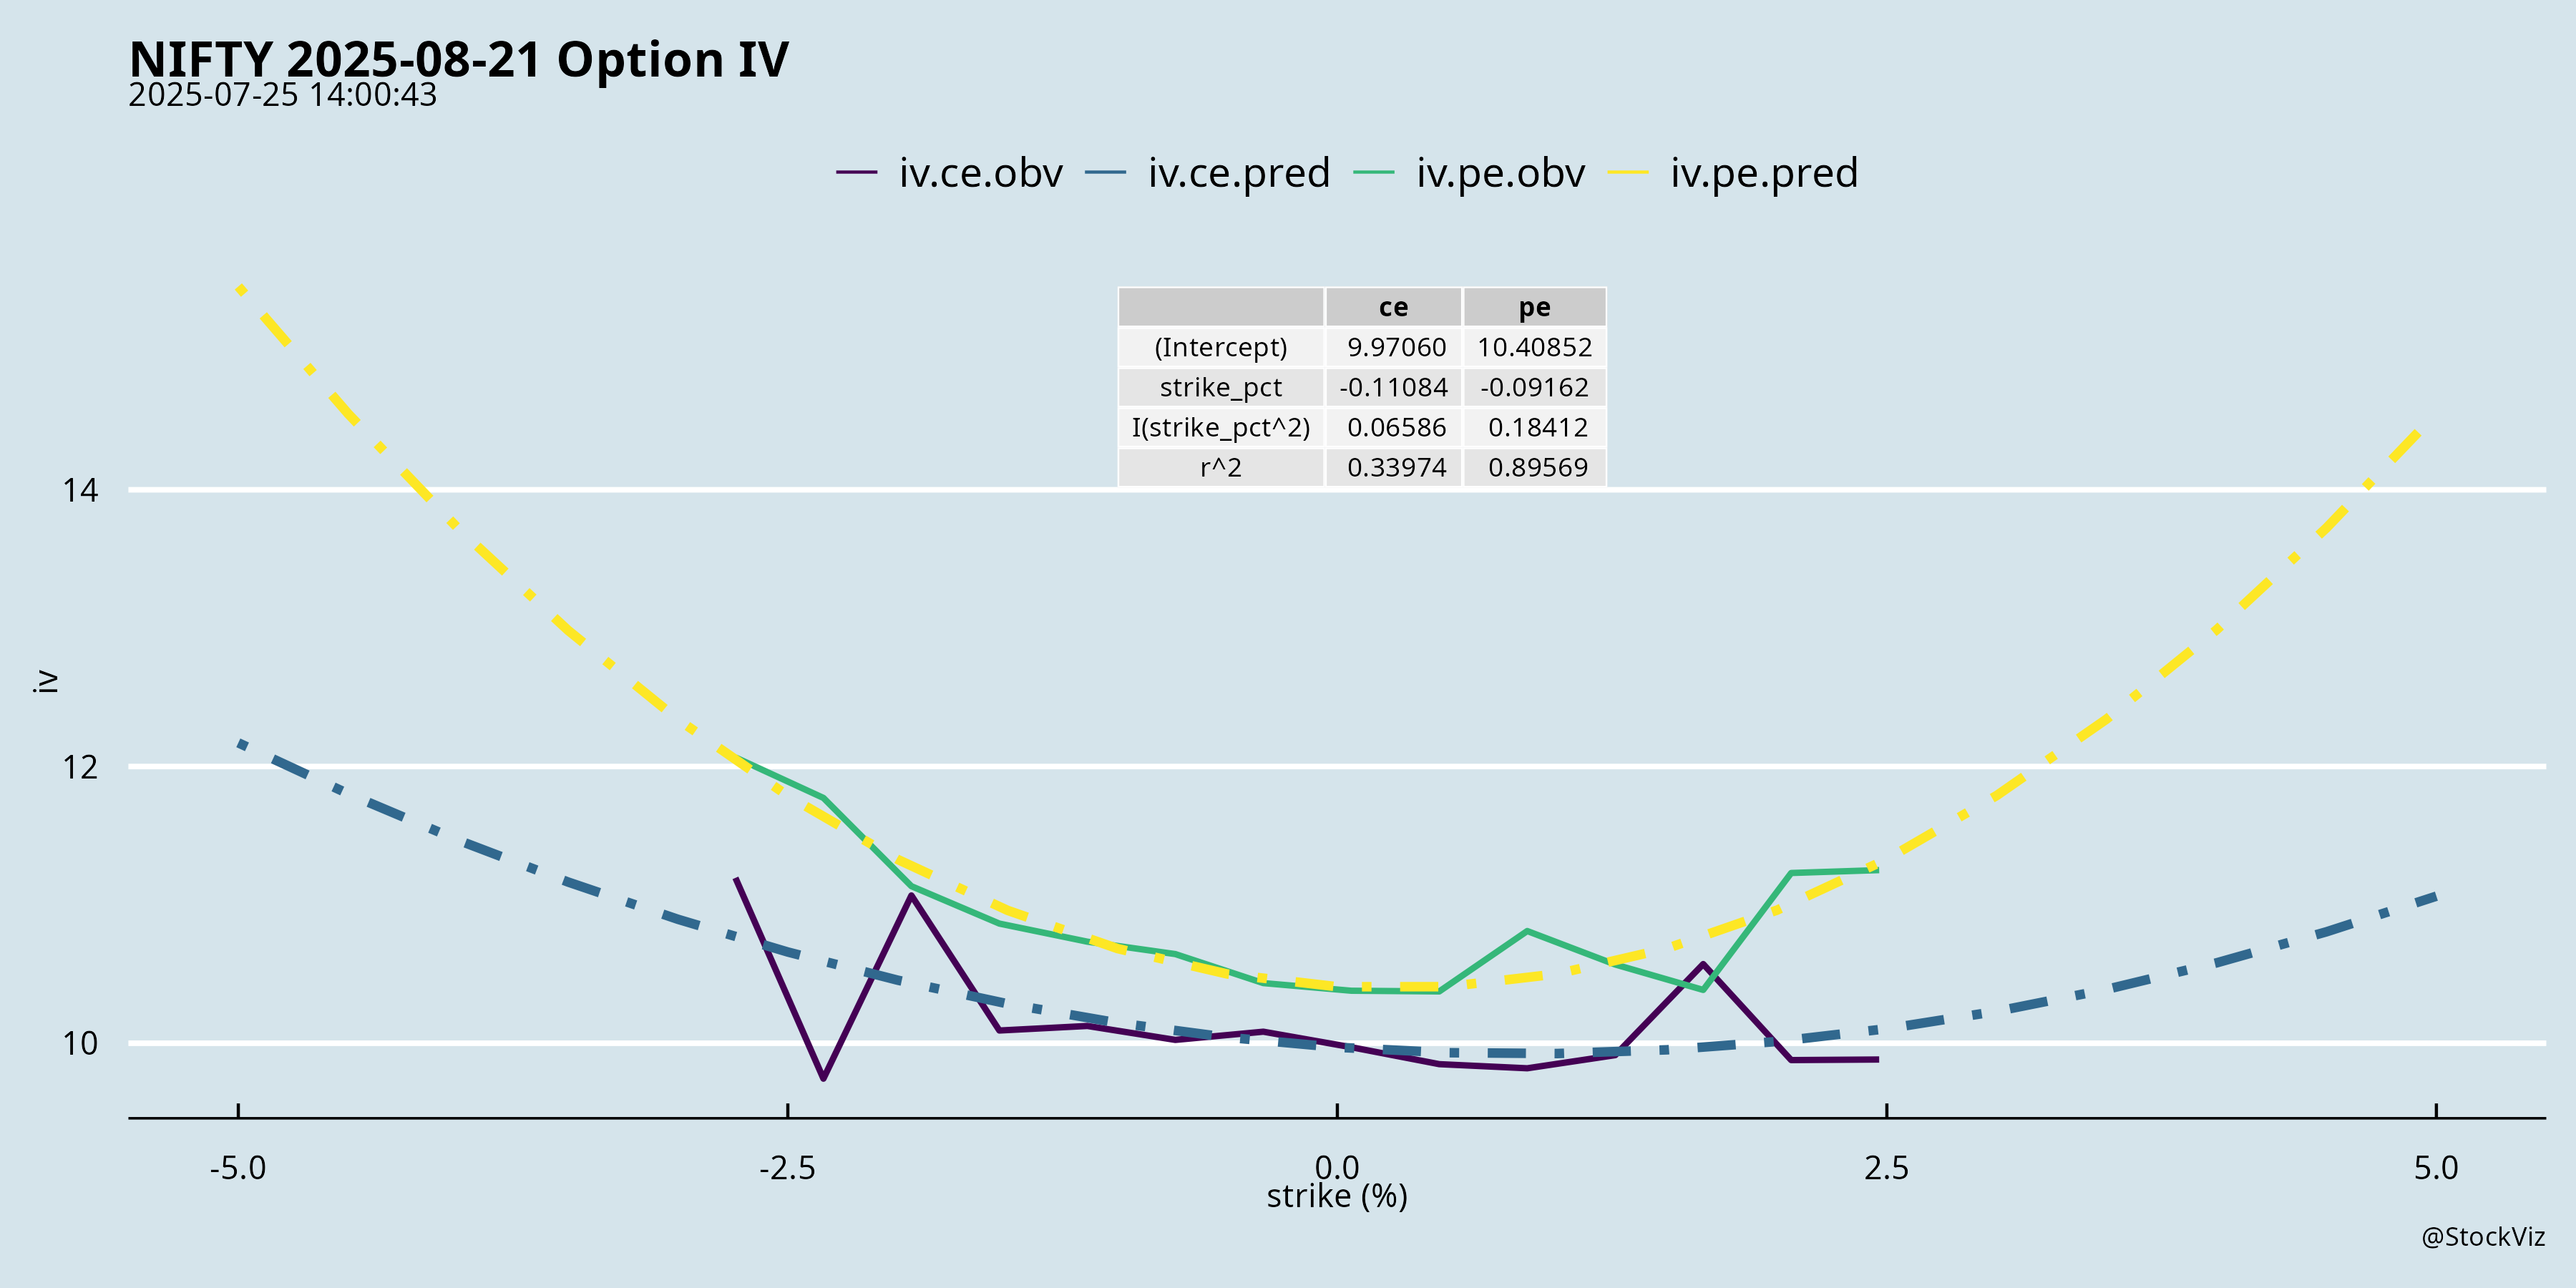 NIFTY 2025-08-21 Option IV
2025-07-25 14:00:43
iv.ce.obv iv.ce.pred iv.pe.obv iv.pe.pred
ce pe
(Intercept) 9.97060 10.40852
strike_pct -0.11084 -0.09162
I(strike_pct^2) 0.06586 0.18412
r^2 0.33974 0.89569
14
12
10
iv
-5.0 -2.5 0.0 2.5 5.0
strike (%)
@StockViz